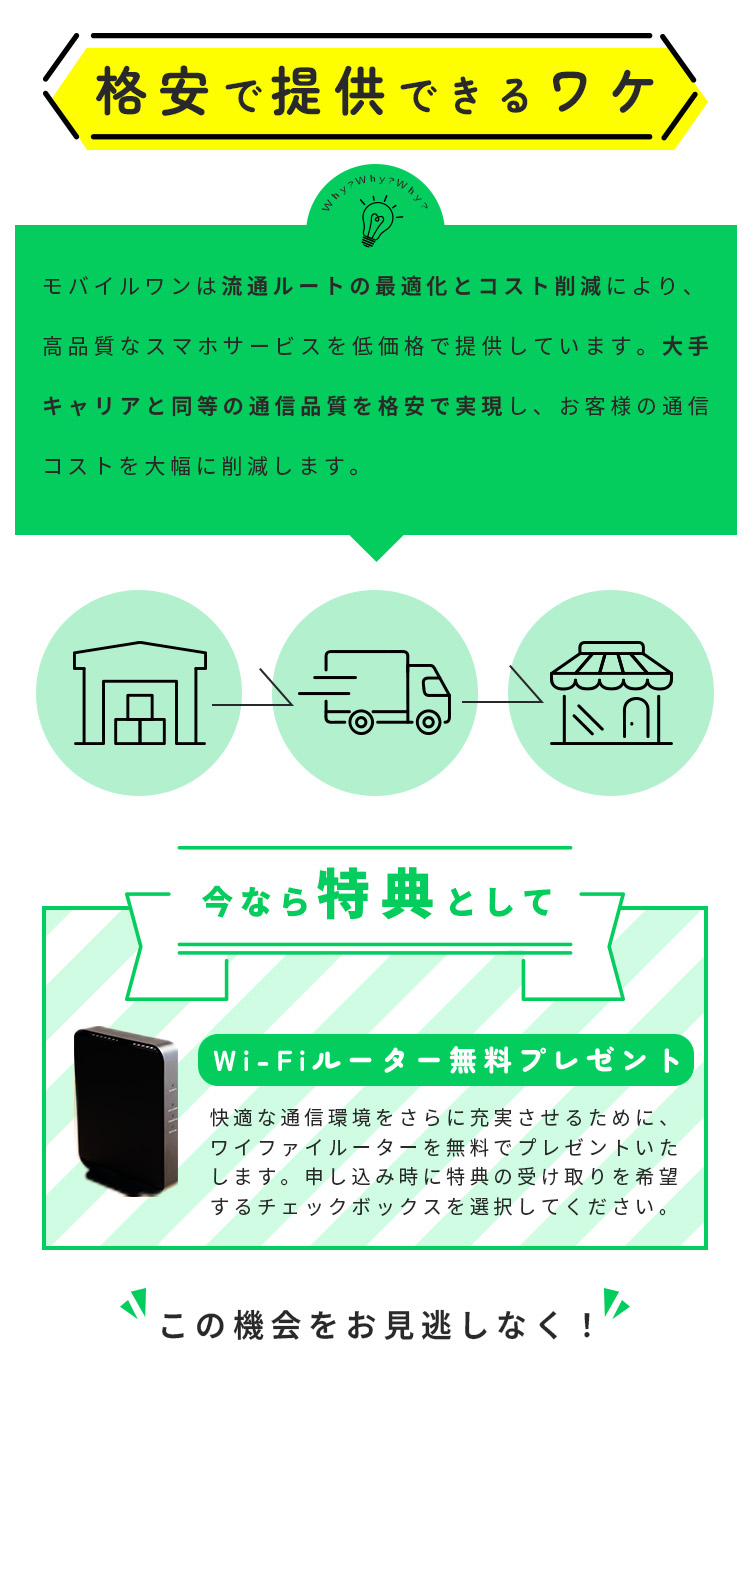 格安で提供できるワケ
Why?Why?Why?
モバイルワンは流通ルートの最適化とコスト削減により、
高品質なスマホサービスを低価格で提供しています。大手
キャリアと同等の通信品質を格安で実現し、お客様の通信
コストを大幅に削減します。
今なら特典として
Wi-Fiルーター無料プレゼント
快適な通信環境をさらに充実させるために、
ワイファイルーターを無料でプレゼントいた
します。申し込み時に特典の受け取りを希望
するチェックボックスを選択してください。
この機会をお見逃しなく！